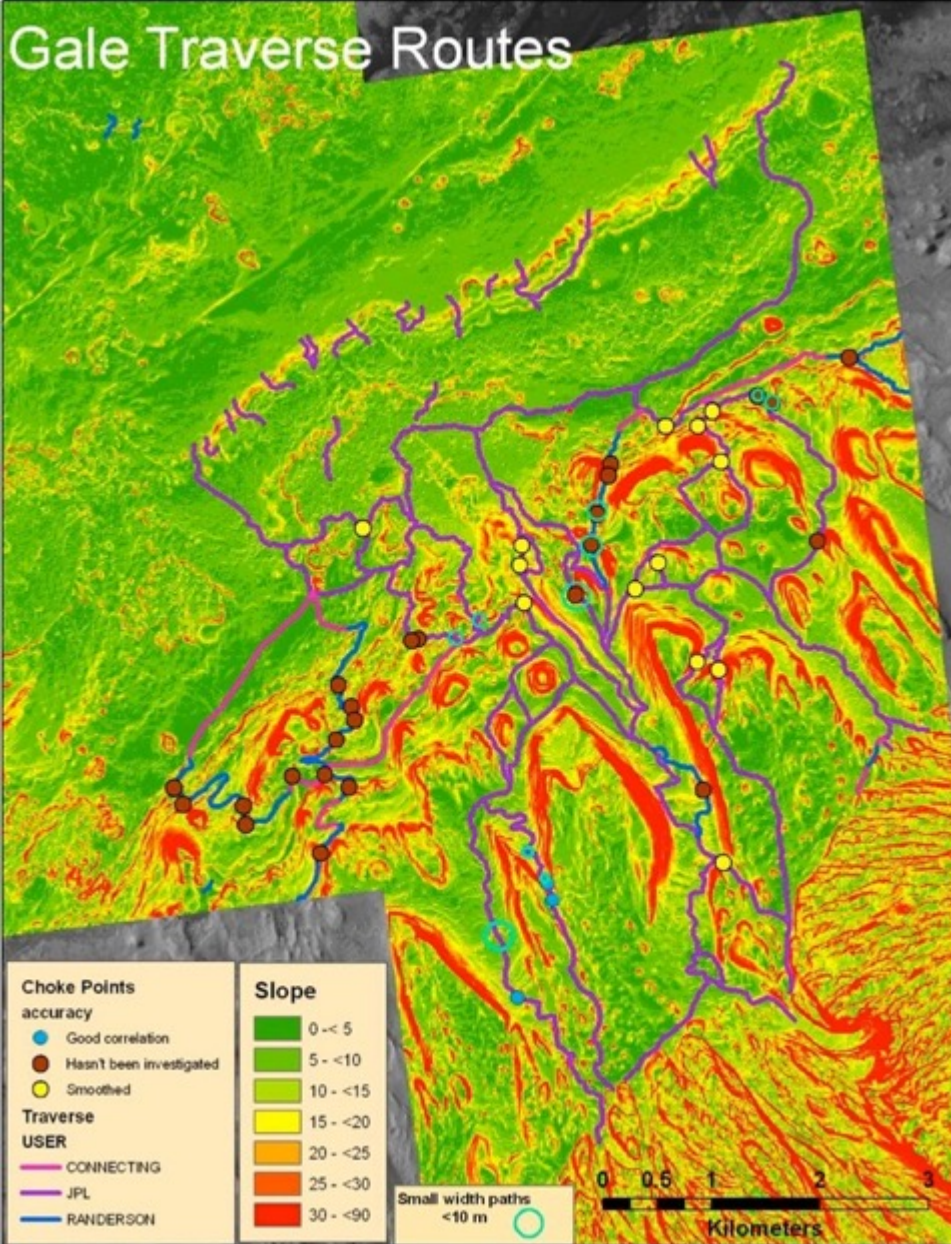 Gale Traverse Routes
Choke Points
accuracy
Good correlation
Hasn't been investigated
Smoothed
Traverse
USER
CONNECTING
JPL
RANDERSON
Slope
0 -< 5
5 - <10
10 - <15
15 - <20
20 - <25
25 - <30
30 - <90
Small width paths
<10 m
0 0.5 1 2 3
Kilometers